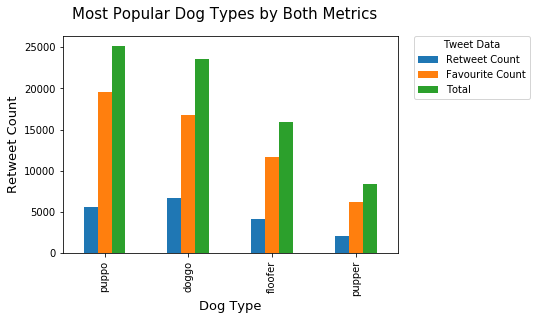 Most Popular Dog Types by Both Metrics
Tweet Data
Retweet Count
Favourite Count
Total
Retweet Count
25000
20000
15000
10000
5000
0
puppo
doggo
floofer
pupper
Dog Type